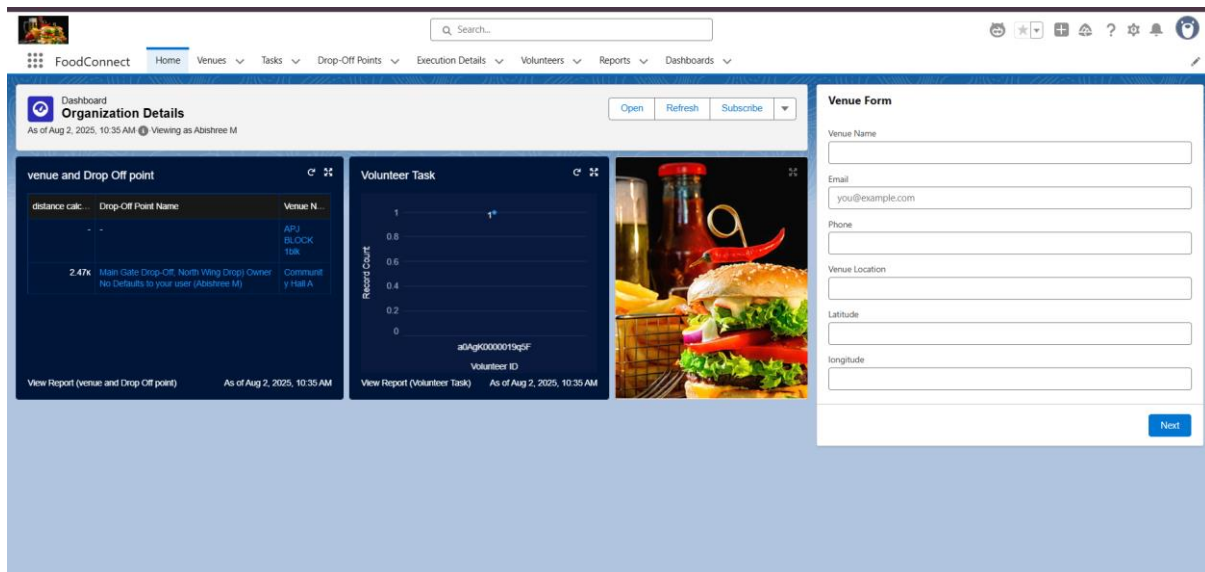 Search...
FoodConnect
Home
Venues
Tasks
Drop-Off Points
Execution Details
Volunteers
Reports
Dashboards
Dashboard
Organization Details
As of Aug 2, 2025, 10:35 AM·Viewing as Abishree M
Open
Refresh
Subscribe
venue and Drop Off point
distance calc... Drop-Off Point Name Venue N...
- - APJ
BLOCK
1blk
2.47K Main Gate Drop-Off; North Wing Drop) Owner Communit
No Defaults to your user (Abishree M) y Hall A
View Report (venue and Drop Off point) As of Aug 2, 2025, 10:35 AM
Volunteer Task
Record Count
1
0.8
0.6
0.4
0.2
0
1
a0AgK0000019q5F
Volunteer ID
View Report (Volunteer Task) As of Aug 2, 2025, 10:35 AM
Venue Form
Venue Name
Email
you@example.com
Phone
Venue Location
Latitude
longitude
Next